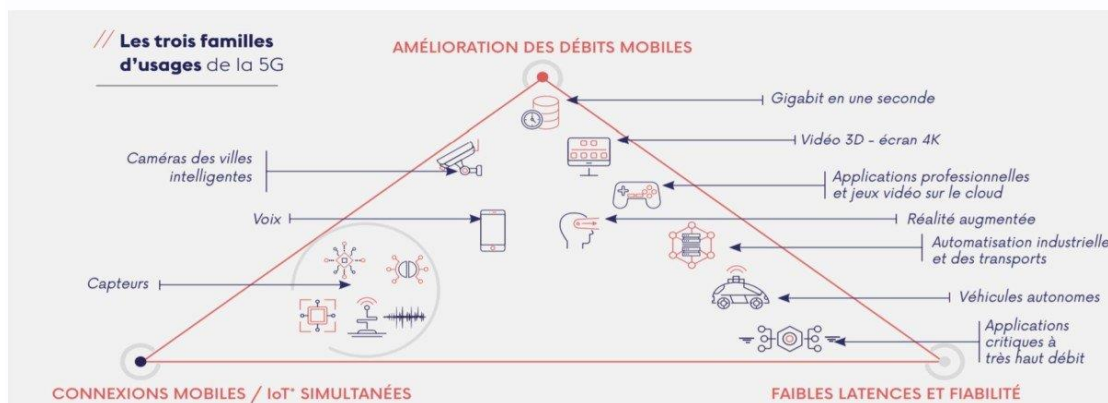 // Les trois familles
d'usages de la 5G
AMÉLIORATION DES DÉBITS MOBILES
Gigabit en une seconde
Vidéo 3D - écran 4K
Caméras des villes
intelligentes
Applications professionnelles
et jeux vidéo sur le cloud
Voix
Réalité augmentée
Automatisation industrielle
et des transports
Capteurs
Véhicules autonomes
Applications
critiques à
très haut débit
CONNEXIONS MOBILES / IoT* SIMULTANÉES
FAIBLES LATENCES ET FIABILITÉ